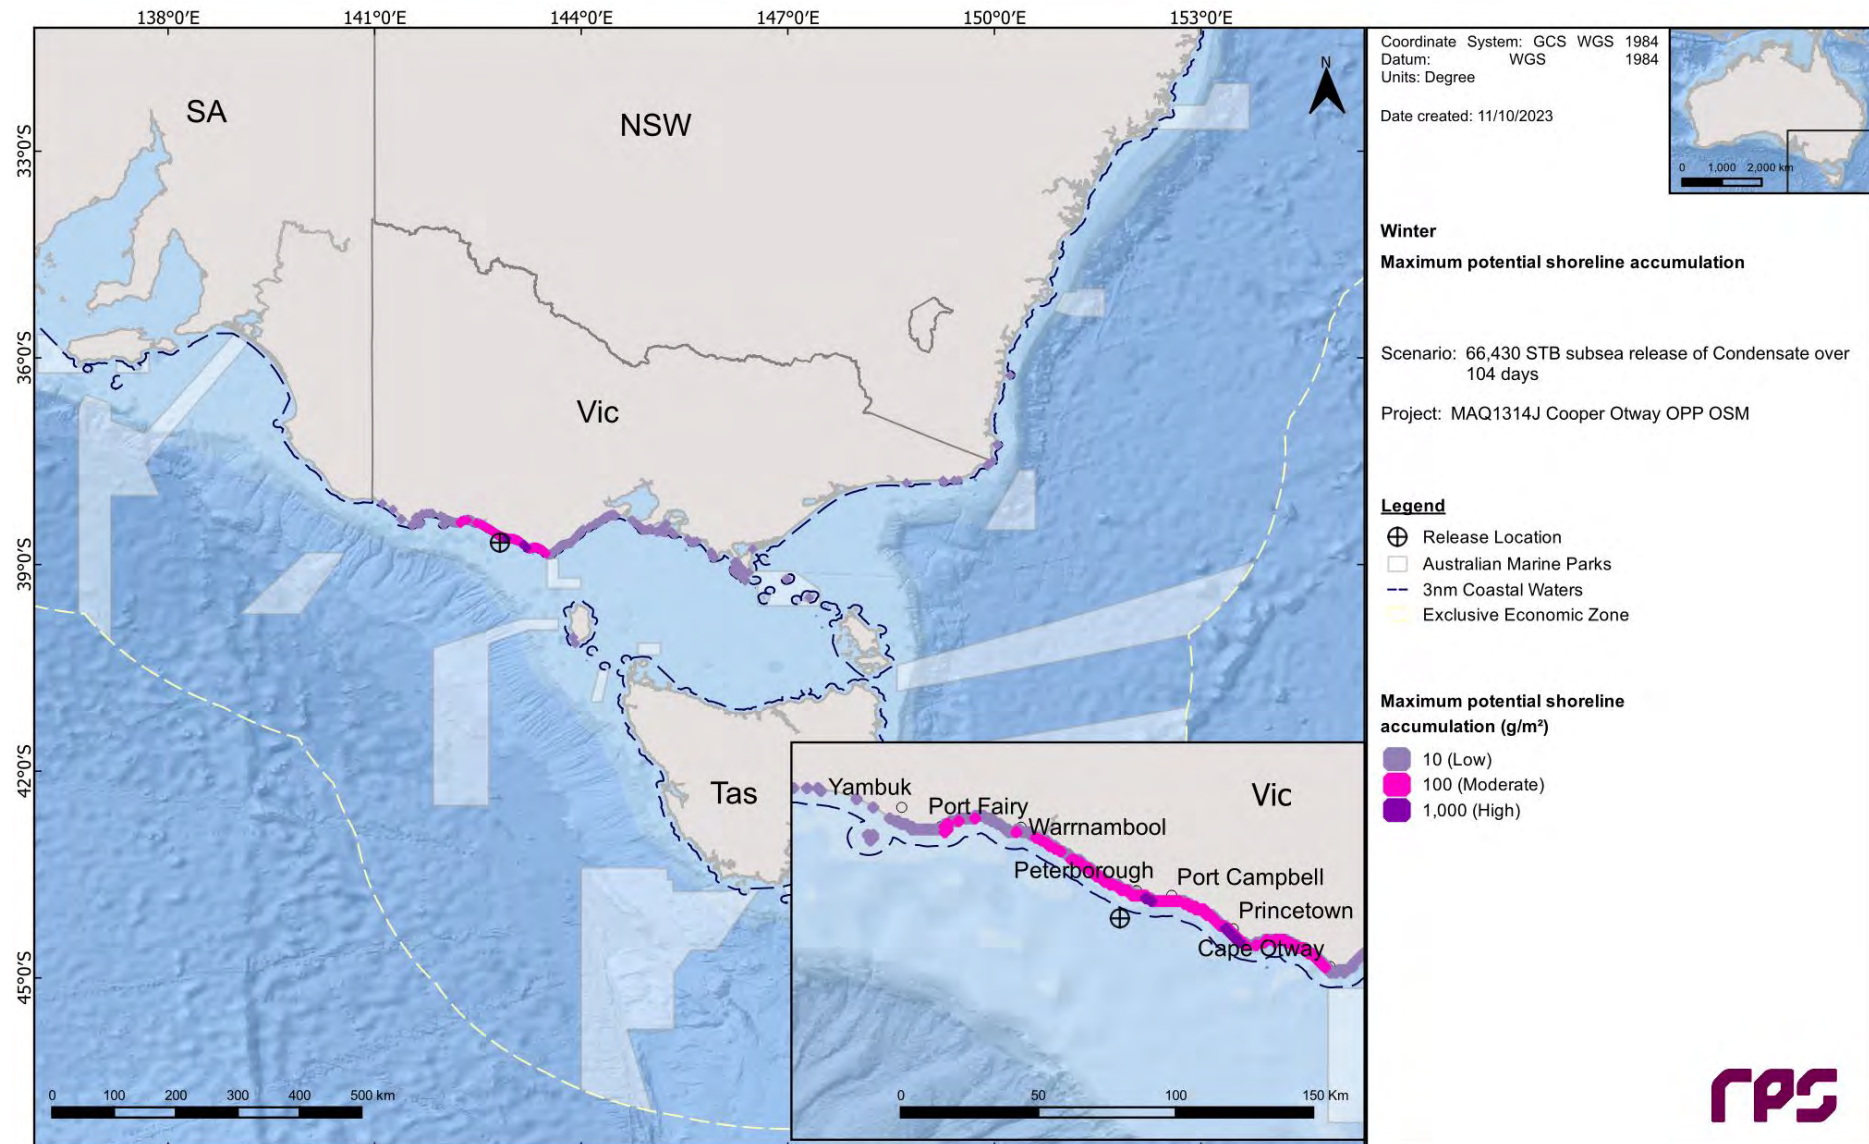 138°0'E 141°0'E 144°0'E 147°0'E 150°0'E 153°0'E
33°0'S
36°0'S
39°0'S
42°0'S
45°0'S
SA
NSW
Vic
Tas
N
0 100 200 300 400 500 km
Yambuk
Port Fairy
Warrnambool
Peterborough
Port Campbell
Princetown
Cape Otway
Vic
0 50 100 150 Km
Coordinate System: GCS WGS 1984
Datum: WGS 1984
Units: Degree
Date created: 11/10/2023
0 1,000 2,000 km
Winter
Maximum potential shoreline accumulation
Scenario: 66,430 STB subsea release of Condensate over
104 days
Project: MAQ1314J Cooper Otway OPP OSM
Legend
Release Location
Australian Marine Parks
3nm Coastal Waters
Exclusive Economic Zone
Maximum potential shoreline
accumulation (g/m²)
10 (Low)
100 (Moderate)
1,000 (High)
rps